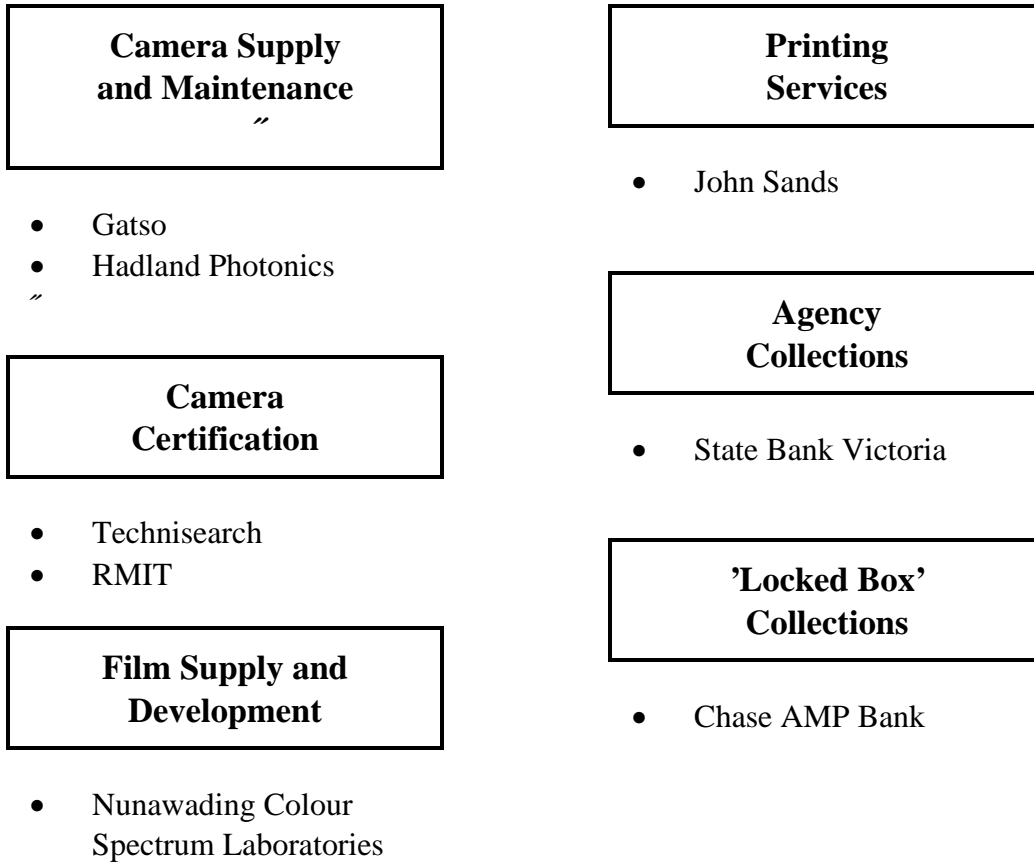 Camera Supply
and Maintenance
˝
• Gatso
• Hadland Photonics
˝
Camera
Certification
• Technisearch
• RMIT
Film Supply and
Development
• Nunawading Colour
Spectrum Laboratories
Printing
Services
• John Sands
Agency
Collections
• State Bank Victoria
’Locked Box’
Collections
• Chase AMP Bank